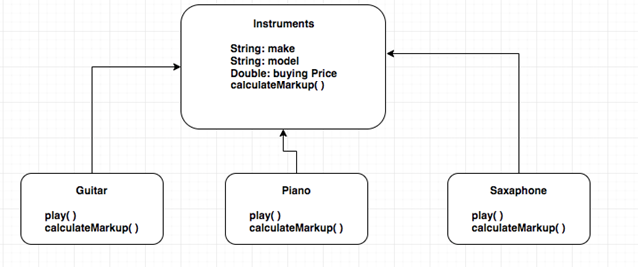 Instruments
String: make
String: model
Double: buying Price
calculateMarkup( )
Guitar
play( )
calculateMarkup( )
Piano
play( )
calculateMarkup( )
Saxaphone
play( )
calculateMarkup( )